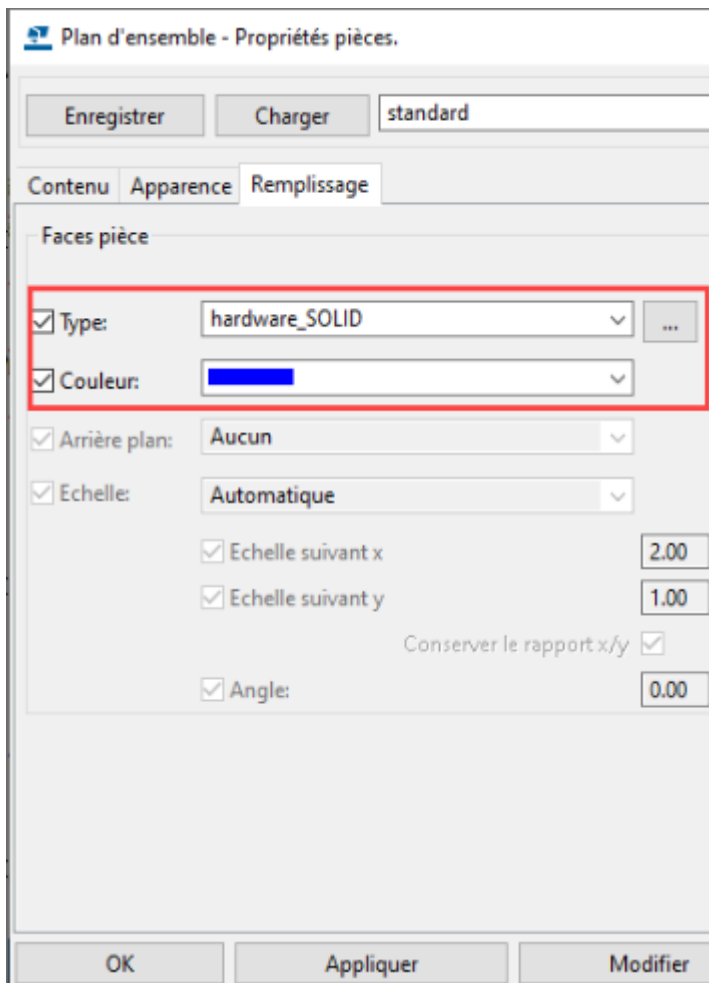 Plan d'ensemble - Propriétés pièces.
Enregistrer Charger standard
Contenu Apparence Remplissage
Faces pièce
Type: hardware_SOLID ...
Couleur:
Arrière plan: Aucun
Echelle: Automatique
Echelle suivant x 2.00
Echelle suivant y 1.00
Conserver le rapport x/y
Angle: 0.00
OK Appliquer Modifier